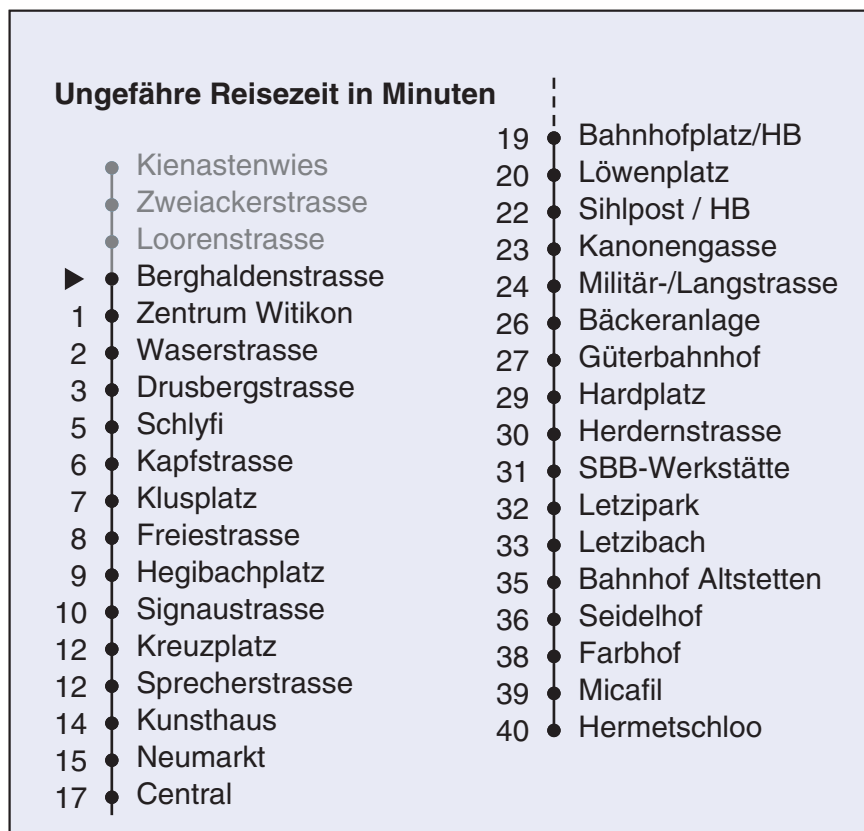 Ungefähre Reisezeit in Minuten
Kienastenwies
Zweiackerstrasse
Loorenstrasse
Berghaldenstrasse
1 Zentrum Witikon
2 Waserstrasse
3 Drusbergstrasse
5 Schlyfi
6 Kapfstrasse
7 Klusplatz
8 Freiestrasse
9 Hegibachplatz
10 Signaustrasse
12 Kreuzplatz
12 Sprecherstrasse
14 Kunsthaus
15 Neumarkt
17 Central
19 Bahnhofplatz/HB
20 Löwenplatz
22 Sihlpost / HB
23 Kanonengasse
24 Militär-/Langstrasse
26 Bäckeranlage
27 Güterbahnhof
29 Hardplatz
30 Herdernstrasse
31 SBB-Werkstätte
32 Letzipark
33 Letzibach
35 Bahnhof Altstetten
36 Seidelhof
38 Farbhof
39 Micafil
40 Hermetschloo